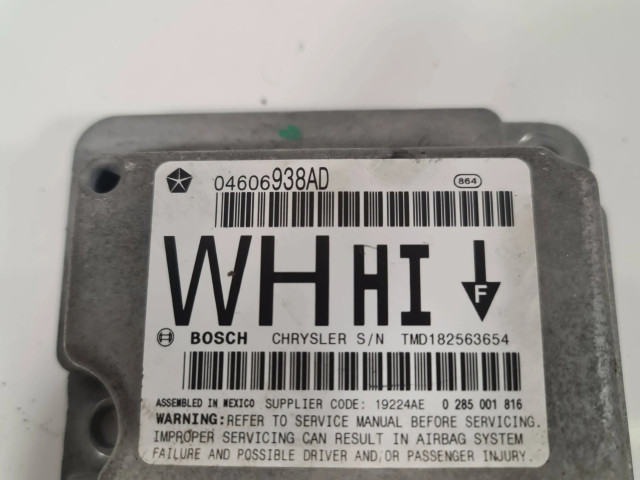 04606938AD 864
WH HI F
BOSCH CHRYSLER S/N TMD182563654
ASSEMBLED IN MEXICO SUPPLIER CODE: 19224AE 0 285 001 816
WARNING: REFER TO SERVICE MANUAL BEFORE SERVICING.
IMPROPER SERVICING CAN RESULT IN AIRBAG SYSTEM
FAILURE AND POSSIBLE DRIVER AND/OR PASSENGER INJURY.